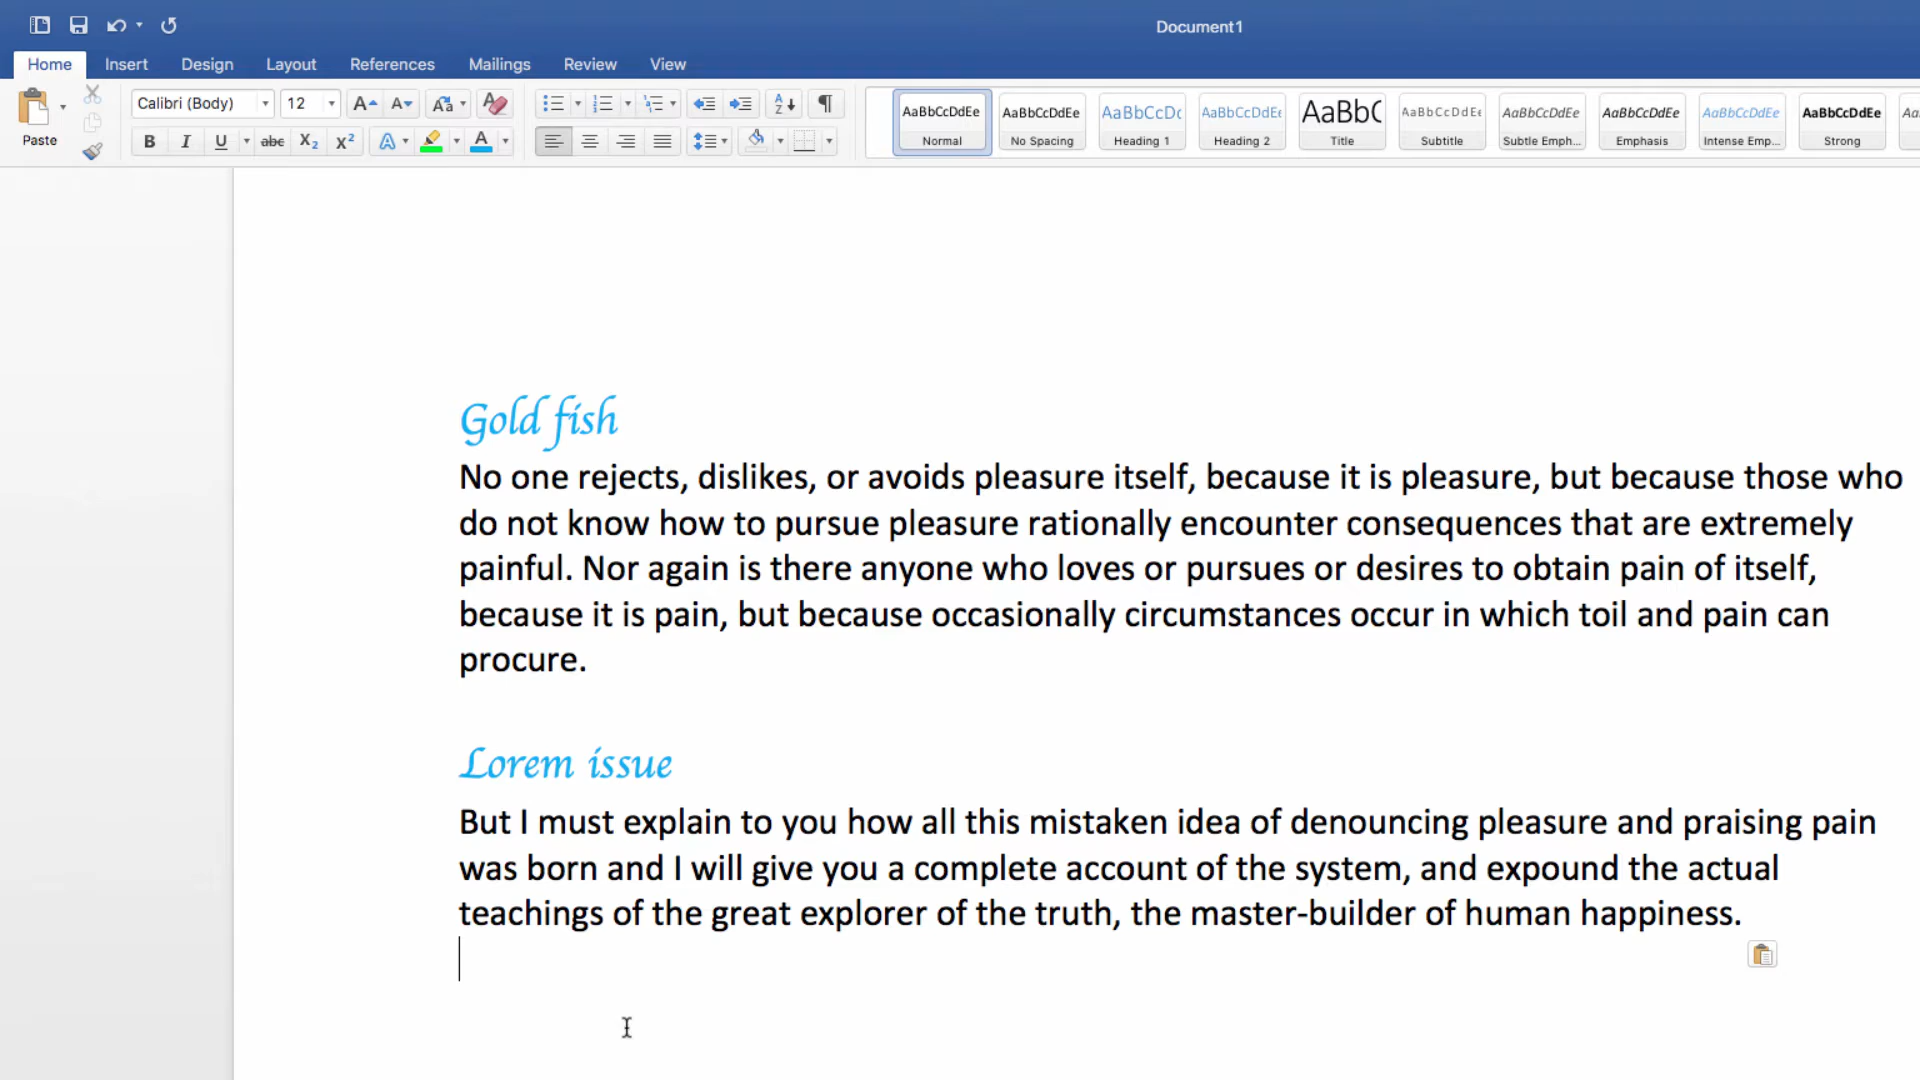 Document1
Home Insert Design Layout References Mailings Review View
Paste
Calibri (Body) 12
AaBbCcDdEe AaBbCcDdEe AaBbCcDc AaBbCcDdEe AaBbC AaBbCcDdEe AaBbCcDdEe AaBbCcDdEe AaBbCcDdEe AaBbCcDdEe
Normal No Spacing Heading 1 Heading 2 Title Subtitle Subtle Emph... Emphasis Intense Emp... Strong
B I U abc X₂ X²
Gold fish
No one rejects, dislikes, or avoids pleasure itself, because it is pleasure, but because those who
do not know how to pursue pleasure rationally encounter consequences that are extremely
painful. Nor again is there anyone who loves or pursues or desires to obtain pain of itself,
because it is pain, but because occasionally circumstances occur in which toil and pain can
procure.
Lorem issue
But I must explain to you how all this mistaken idea of denouncing pleasure and praising pain
was born and I will give you a complete account of the system, and expound the actual
teachings of the great explorer of the truth, the master-builder of human happiness.